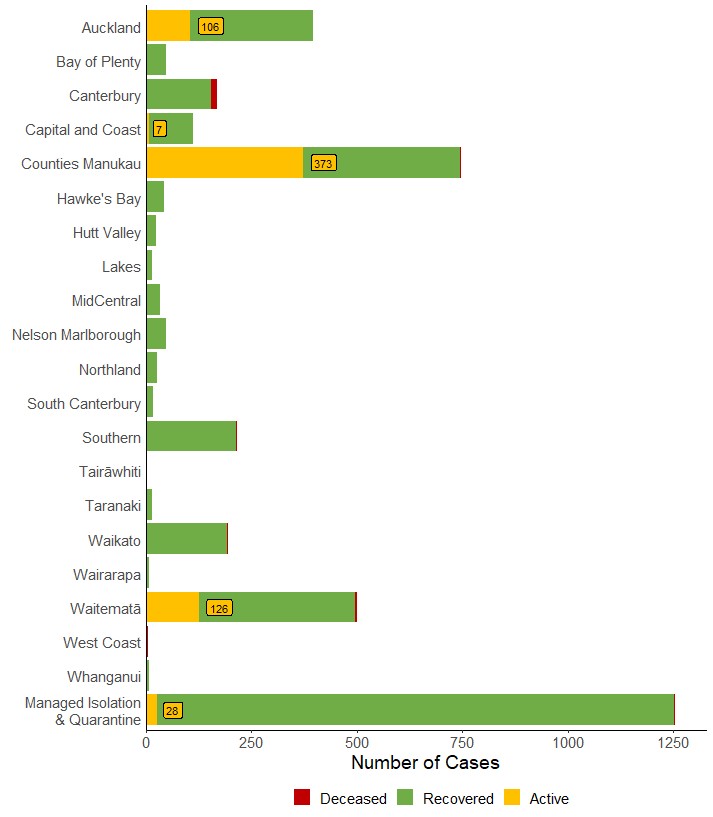 Auckland
106
Bay of Plenty
Canterbury
Capital and Coast
7
Counties Manukau
373
Hawke's Bay
Hutt Valley
Lakes
MidCentral
Nelson Marlborough
Northland
South Canterbury
Southern
Tairāwhiti
Taranaki
Waikato
Wairarapa
Waitematā
126
West Coast
Whanganui
Managed Isolation
& Quarantine
28
0 250 500 750 1000 1250
Number of Cases
Deceased Recovered Active